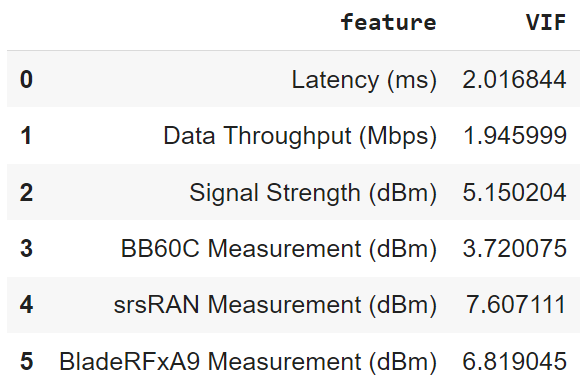 feature VIF
0 Latency (ms) 2.016844
1 Data Throughput (Mbps) 1.945999
2 Signal Strength (dBm) 5.150204
3 BB60C Measurement (dBm) 3.720075
4 srsRAN Measurement (dBm) 7.607111
5 BladeRFxA9 Measurement (dBm) 6.819045